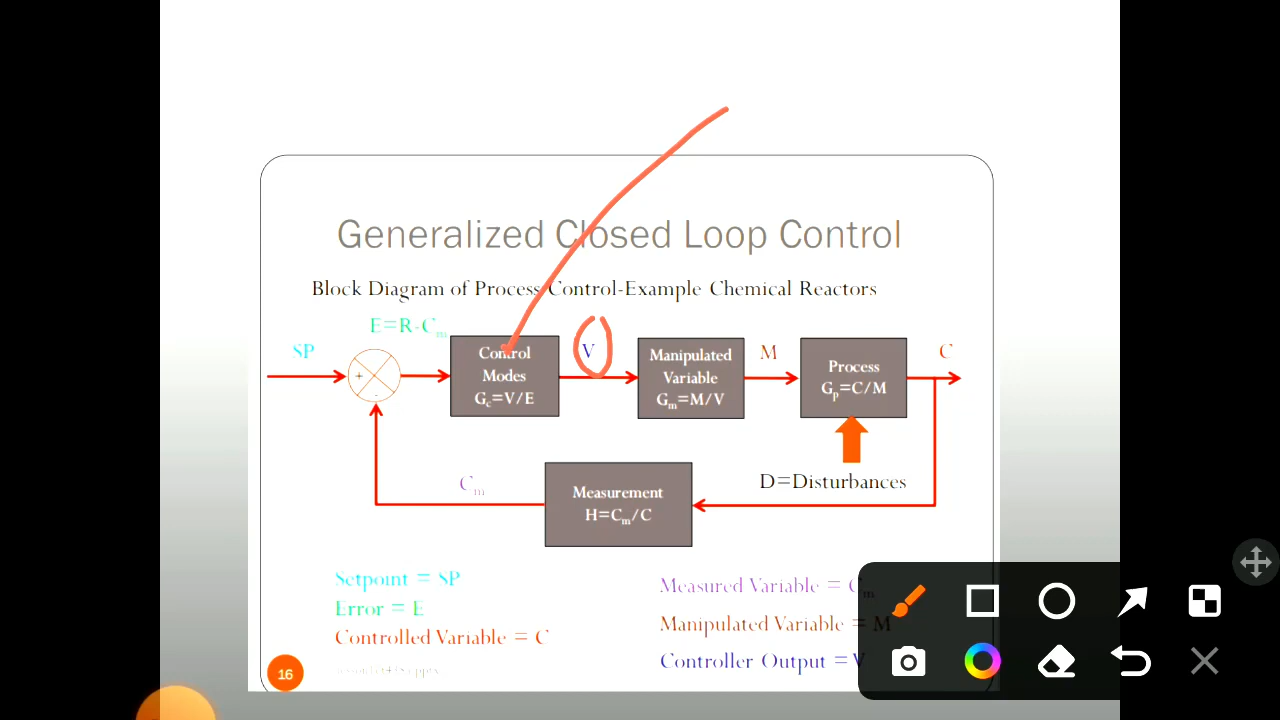 Generalized Closed Loop Control
Block Diagram of Process Control-Example Chemical Reactors
E=R-Cm
SP
V
M
C
+
-
Control
Modes
Gc=V/E
Manipulated
Variable
Gm=M/V
Process
Gp=C/M
Cm
Measurement
H=Cm/C
D=Disturbances
Setpoint = SP
Error = E
Controlled Variable = C
Measured Variable = Cm
Manipulated Variable = M
Controller Output = V
16